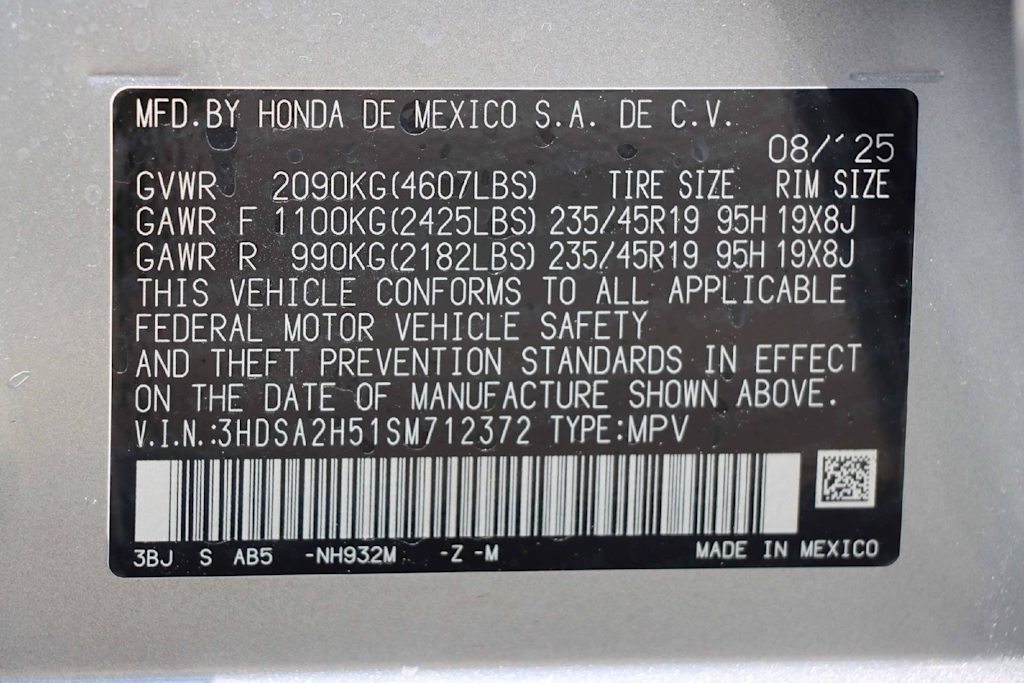 MFD.BY HONDA DE MEXICO S.A. DE C.V.
08/'25
GVWR 2090KG(4607LBS) TIRE SIZE RIM SIZE
GAWR F 1100KG(2425LBS) 235/45R19 95H 19X8J
GAWR R 990KG(2182LBS) 235/45R19 95H 19X8J
THIS VEHICLE CONFORMS TO ALL APPLICABLE
FEDERAL MOTOR VEHICLE SAFETY
AND THEFT PREVENTION STANDARDS IN EFFECT
ON THE DATE OF MANUFACTURE SHOWN ABOVE.
V.I.N.:3HDSA2H51SM712372 TYPE:MPV
3BJ S AB5 -NH932M -Z -M MADE IN MEXICO